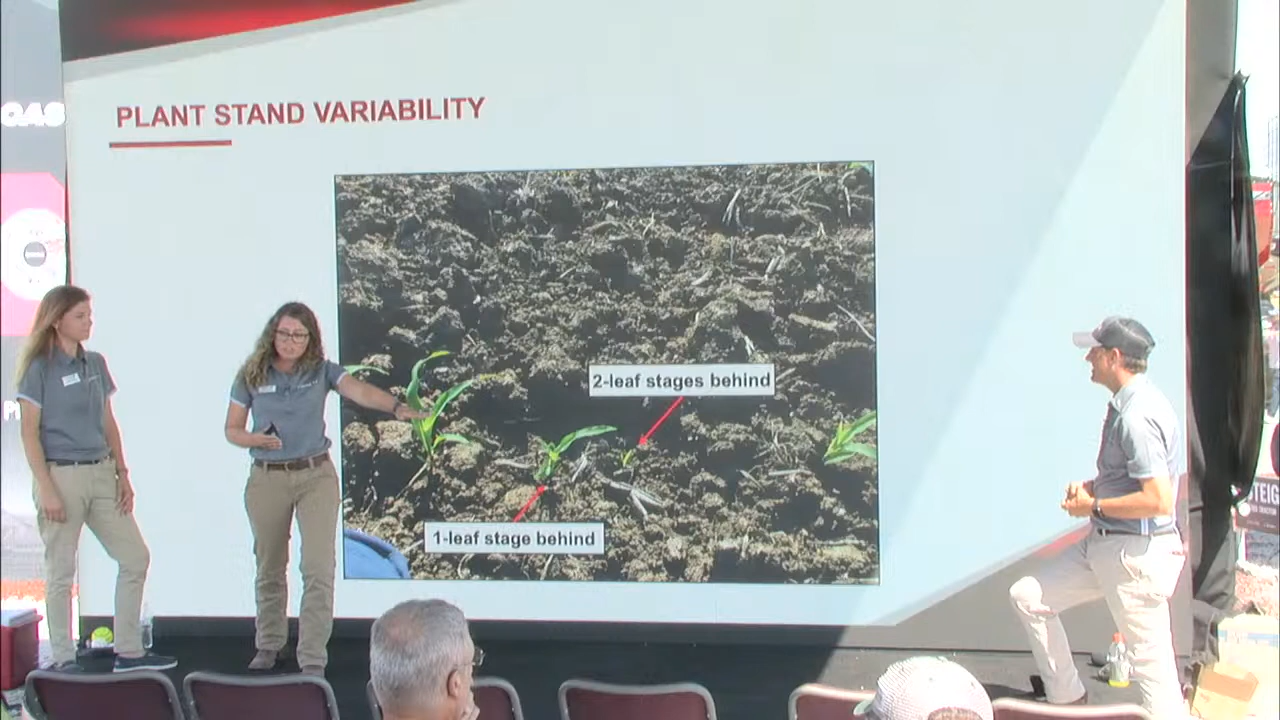 PLANT STAND VARIABILITY
2-leaf stages behind
1-leaf stage behind